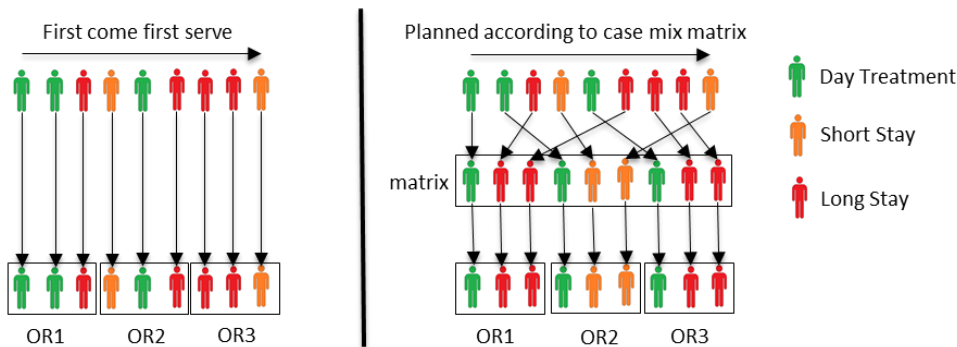 First come first serve
OR1
OR2
OR3
Planned according to case mix matrix
matrix
OR1
OR2
OR3
Day Treatment
Short Stay
Long Stay